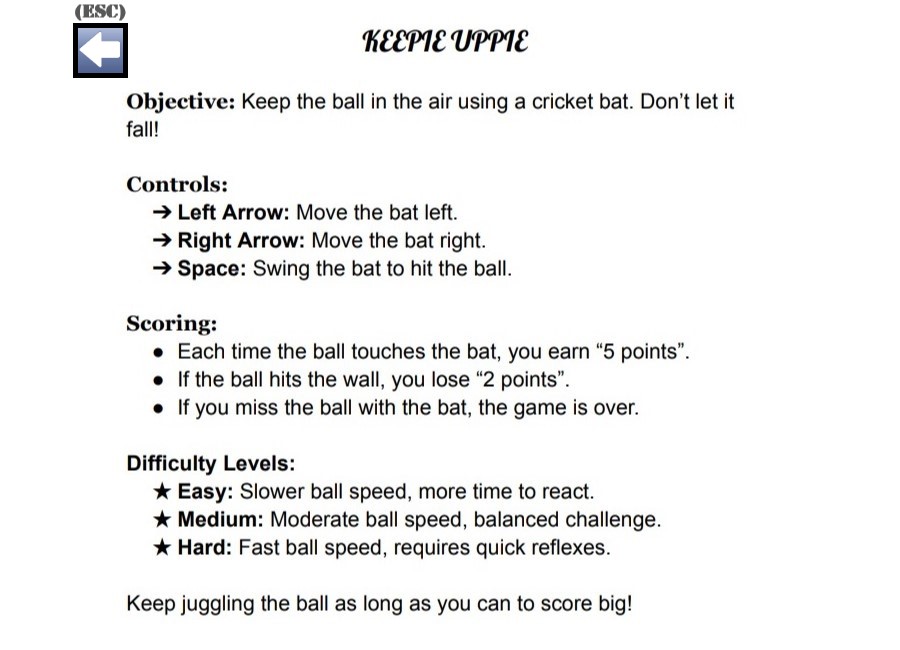 (ESC)
KEEPIE UPPIE
Objective: Keep the ball in the air using a cricket bat. Don’t let it
fall!
Controls:
➔ Left Arrow: Move the bat left.
➔ Right Arrow: Move the bat right.
➔ Space: Swing the bat to hit the ball.
Scoring:
● Each time the ball touches the bat, you earn “5 points”.
● If the ball hits the wall, you lose “2 points”.
● If you miss the ball with the bat, the game is over.
Difficulty Levels:
★ Easy: Slower ball speed, more time to react.
★ Medium: Moderate ball speed, balanced challenge.
★ Hard: Fast ball speed, requires quick reflexes.
Keep juggling the ball as long as you can to score big!